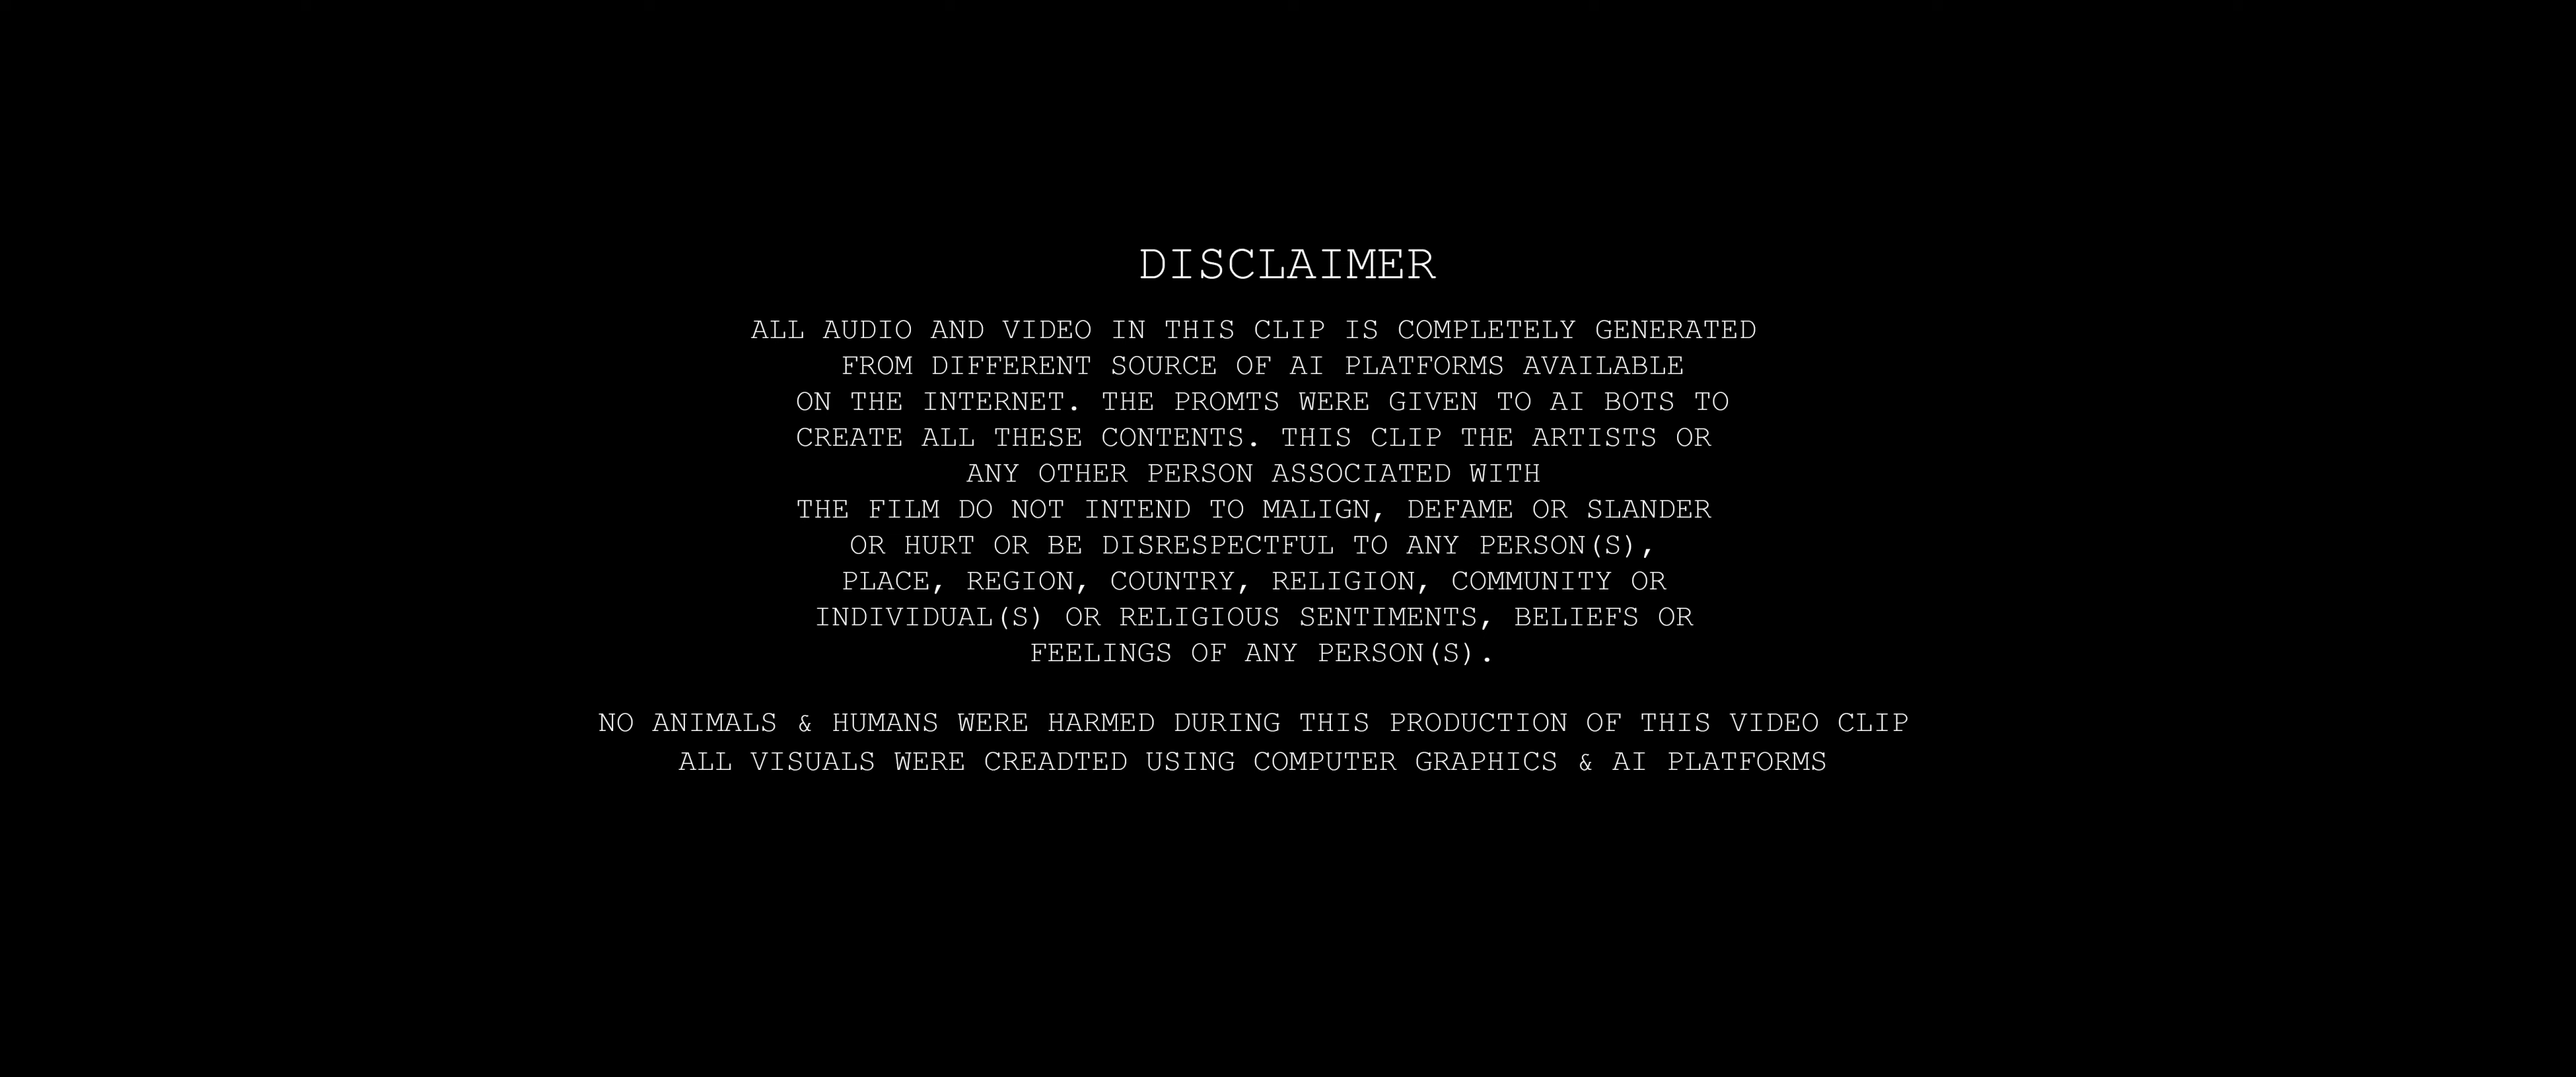 DISCLAIMER
ALL AUDIO AND VIDEO IN THIS CLIP IS COMPLETELY GENERATED
FROM DIFFERENT SOURCE OF AI PLATFORMS AVAILABLE
ON THE INTERNET. THE PROMTS WERE GIVEN TO AI BOTS TO
CREATE ALL THESE CONTENTS. THIS CLIP THE ARTISTS OR
ANY OTHER PERSON ASSOCIATED WITH
THE FILM DO NOT INTEND TO MALIGN, DEFAME OR SLANDER
OR HURT OR BE DISRESPECTFUL TO ANY PERSON(S),
PLACE, REGION, COUNTRY, RELIGION, COMMUNITY OR
INDIVIDUAL(S) OR RELIGIOUS SENTIMENTS, BELIEFS OR
FEELINGS OF ANY PERSON(S).
NO ANIMALS & HUMANS WERE HARMED DURING THIS PRODUCTION OF THIS VIDEO CLIP
ALL VISUALS WERE CREADTED USING COMPUTER GRAPHICS & AI PLATFORMS